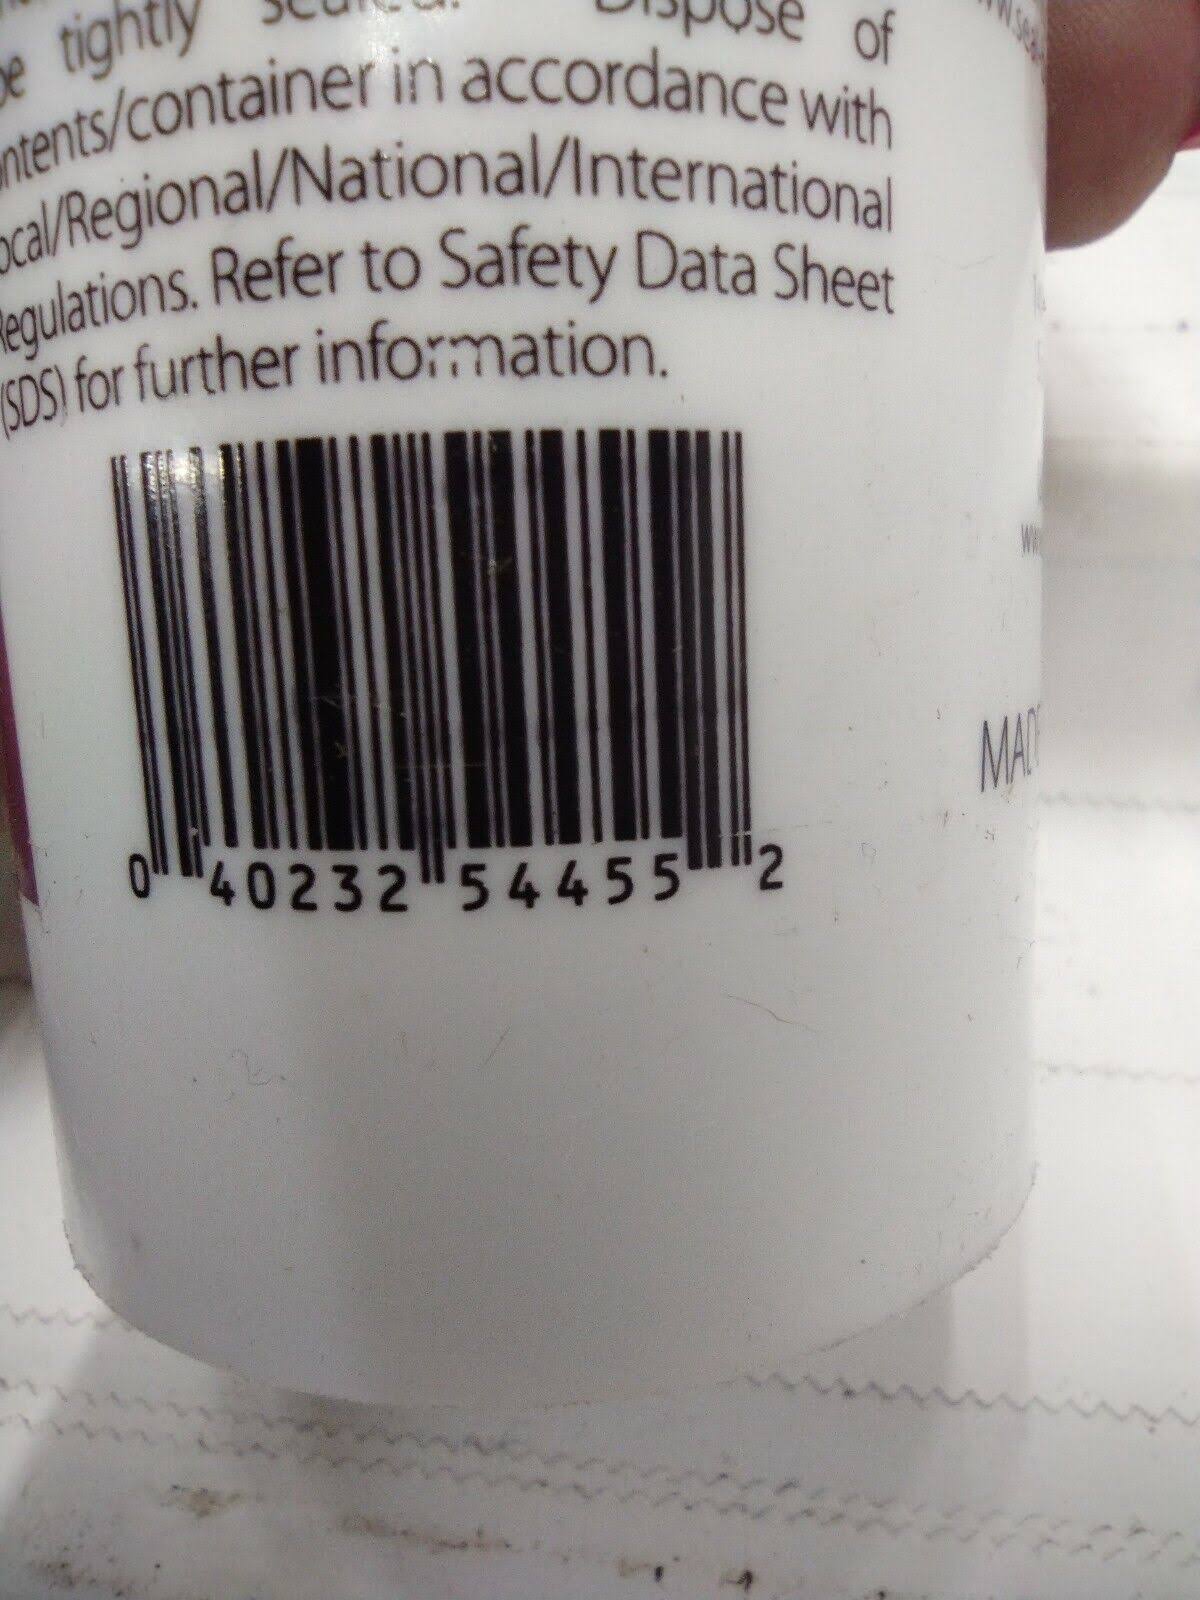 tightly sealed. Dispose of
contents/container in accordance with
Local/Regional/National/International
Regulations. Refer to Safety Data Sheet
(SDS) for further information.
0 40232 54455 2
MADE